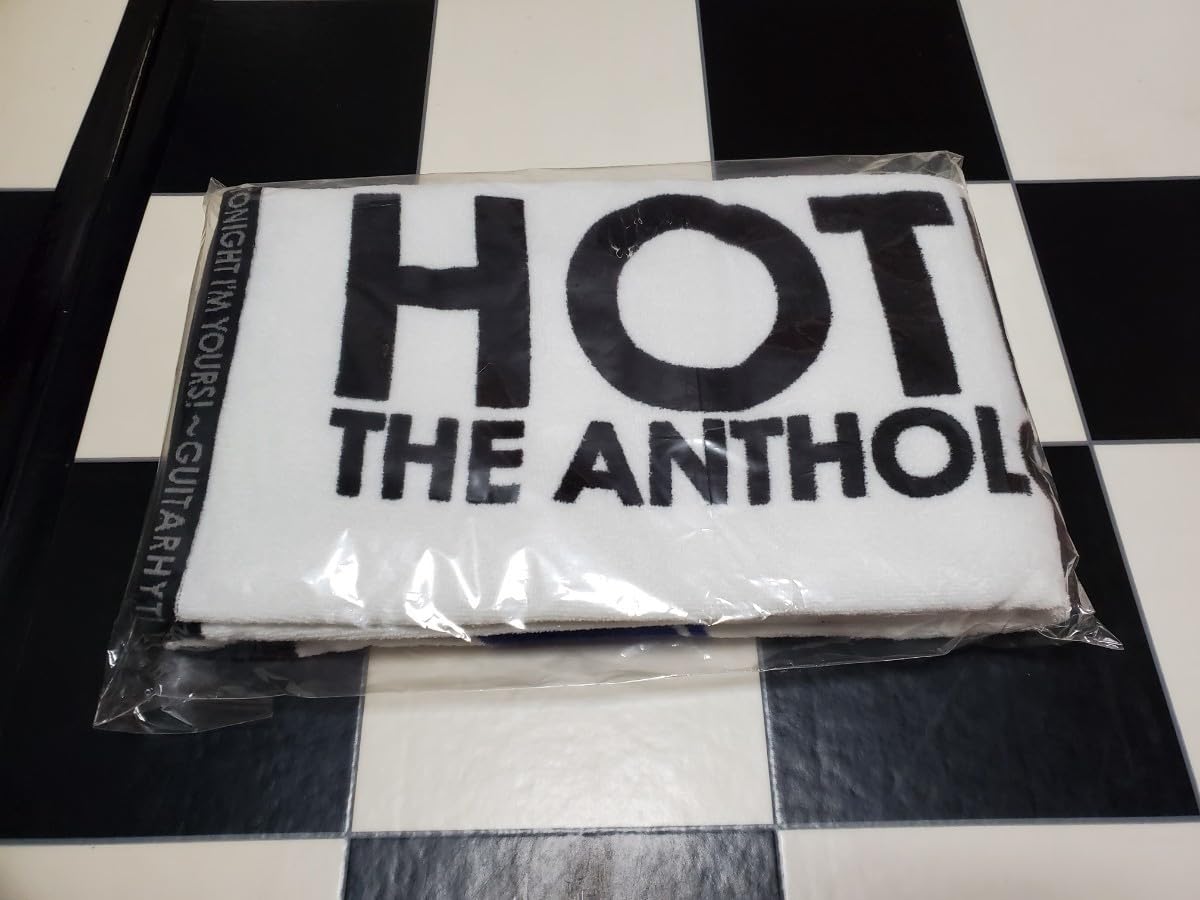 HOT
THE ANTHOL
ONIGHT I'M YOURS! ~GUITARHYT